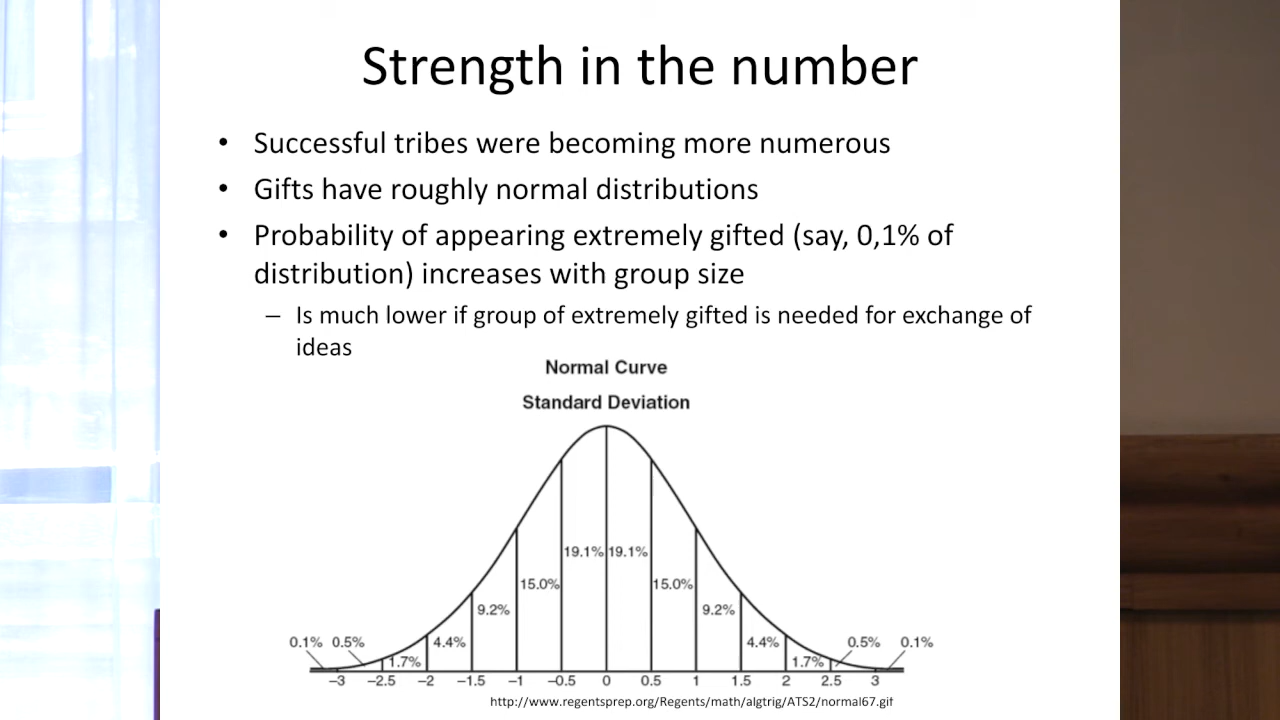 Strength in the number
• Successful tribes were becoming more numerous
• Gifts have roughly normal distributions
• Probability of appearing extremely gifted (say, 0,1% of
distribution) increases with group size
– Is much lower if group of extremely gifted is needed for exchange of
ideas
Normal Curve
Standard Deviation
19.1% 19.1%
15.0% 15.0%
9.2% 9.2%
0.1% 0.5% 4.4% 4.4% 0.5% 0.1%
1.7% 1.7%
−3 −2.5 −2 −1.5 −1 −0.5 0 0.5 1 1.5 2 2.5 3
http://www.regentsprep.org/Regents/math/algtrig/ATS2/normal67.gif